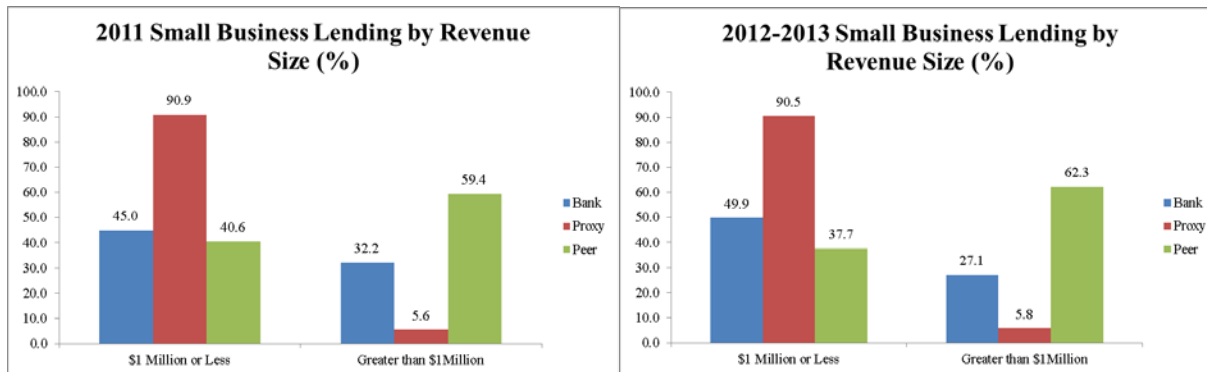 2011 Small Business Lending by Revenue
Size (%)
100.0
90.0
80.0
70.0
60.0
50.0
40.0
30.0
20.0
10.0
0.0
45.0
90.9
40.6
32.2
5.6
59.4
$1 Million or Less
Greater than $1Million
Bank
Proxy
Peer
2012-2013 Small Business Lending by
Revenue Size (%)
100.0
90.0
80.0
70.0
60.0
50.0
40.0
30.0
20.0
10.0
0.0
49.9
90.5
37.7
27.1
5.8
62.3
$1 Million or Less
Greater than $1Million
Bank
Proxy
Peer